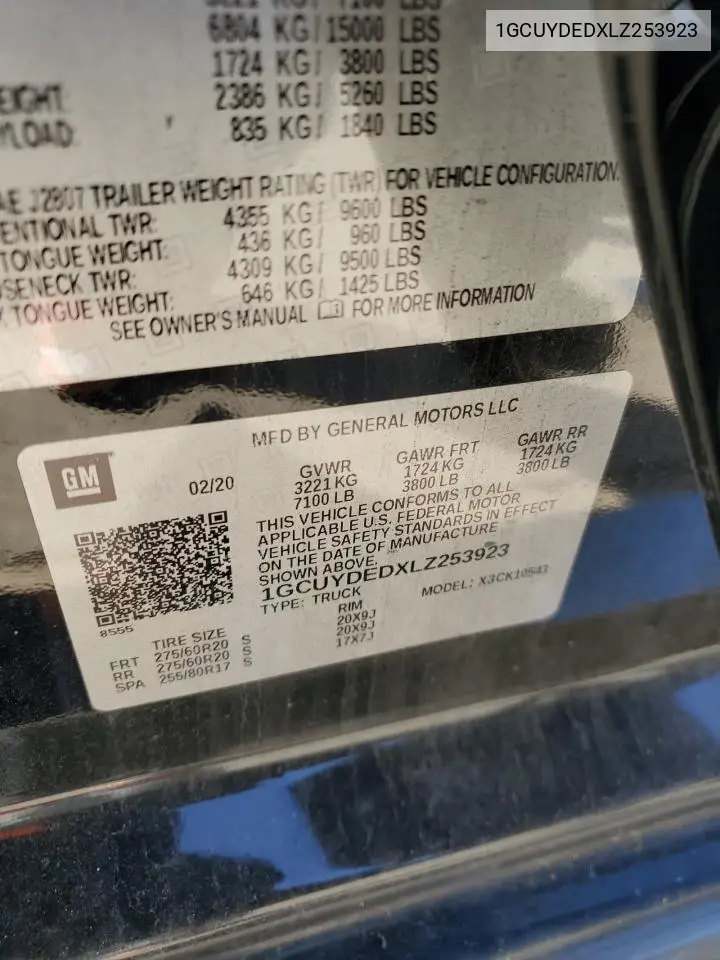 1GCUYDEDXLZ253923
3221 KG/ 7100 LBS
6804 KG/15000 LBS
1724 KG/ 3800 LBS
EIGHT: 2386 KG/ 5260 LBS
YLOAD: 835 KG/ 1840 LBS
AE J2807 TRAILER WEIGHT RATING (TWR) FOR VEHICLE CONFIGURATION.
ENTIONAL TWR: 4355 KG/ 9600 LBS
TONGUE WEIGHT: 436 KG/ 960 LBS
SENECK TWR: 4309 KG/ 9500 LBS
TONGUE WEIGHT: 646 KG/ 1425 LBS
SEE OWNER'S MANUAL FOR MORE INFORMATION
MFD BY GENERAL MOTORS LLC
GM
02/20
GVWR GAWR FRT GAWR RR
3221 KG 1724 KG 1724 KG
7100 LB 3800 LB 3800 LB
THIS VEHICLE CONFORMS TO ALL
APPLICABLE U.S. FEDERAL MOTOR
VEHICLE SAFETY STANDARDS IN EFFECT
ON THE DATE OF MANUFACTURE
SHOWN ABOVE.
1GCUYDEDXLZ253923
TYPE: TRUCK MODEL: X3CK10543
8555
TIRE SIZE RIM
FRT 275/60R20 S 20X9J
RR 275/60R20 S 20X9J
SPA 255/80R17 S 17X7J